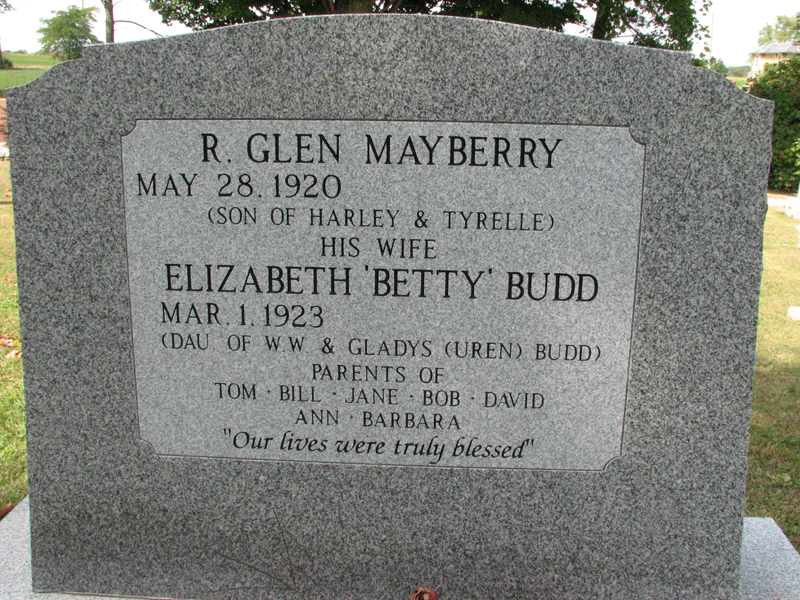 R. GLEN MAYBERRY
MAY 28, 1920
(SON OF HARLEY & TYRELLE)
HIS WIFE
ELIZABETH 'BETTY' BUDD
MAR. 1. 1923
(DAU. OF W.W. & GLADYS (UREN) BUDD)
PARENTS OF
TOM · BILL · JANE · BOB · DAVID
ANN · BARBARA
"Our lives were truly blessed"